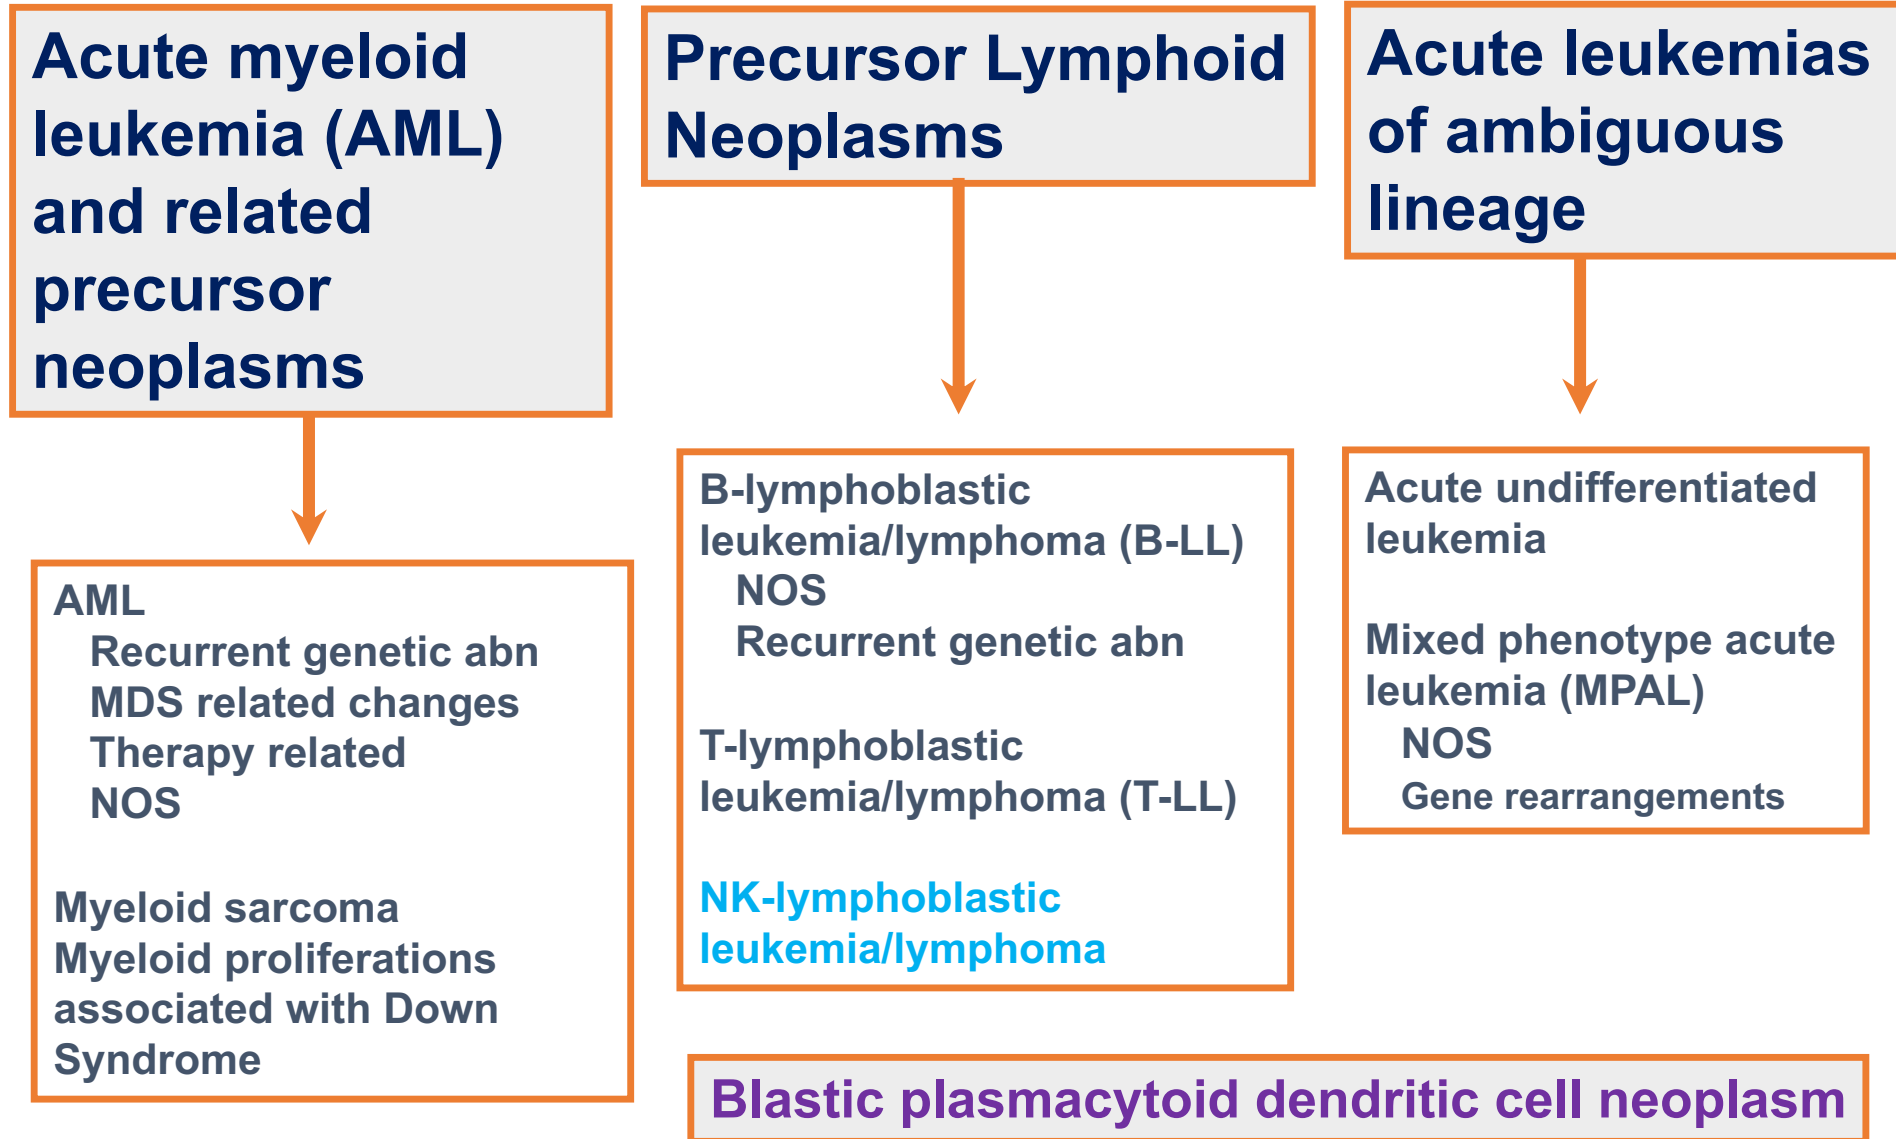 Acute myeloid
leukemia (AML)
and related
precursor
neoplasms
Precursor Lymphoid
Neoplasms
Acute leukemias
of ambiguous
lineage
AML
Recurrent genetic abn
MDS related changes
Therapy related
NOS
Myeloid sarcoma
Myeloid proliferations
associated with Down
Syndrome
B-lymphoblastic
leukemia/lymphoma (B-LL)
NOS
Recurrent genetic abn
T-lymphoblastic
leukemia/lymphoma (T-LL)
NK-lymphoblastic
leukemia/lymphoma
Acute undifferentiated
leukemia
Mixed phenotype acute
leukemia (MPAL)
NOS
Gene rearrangements
Blastic plasmacytoid dendritic cell neoplasm